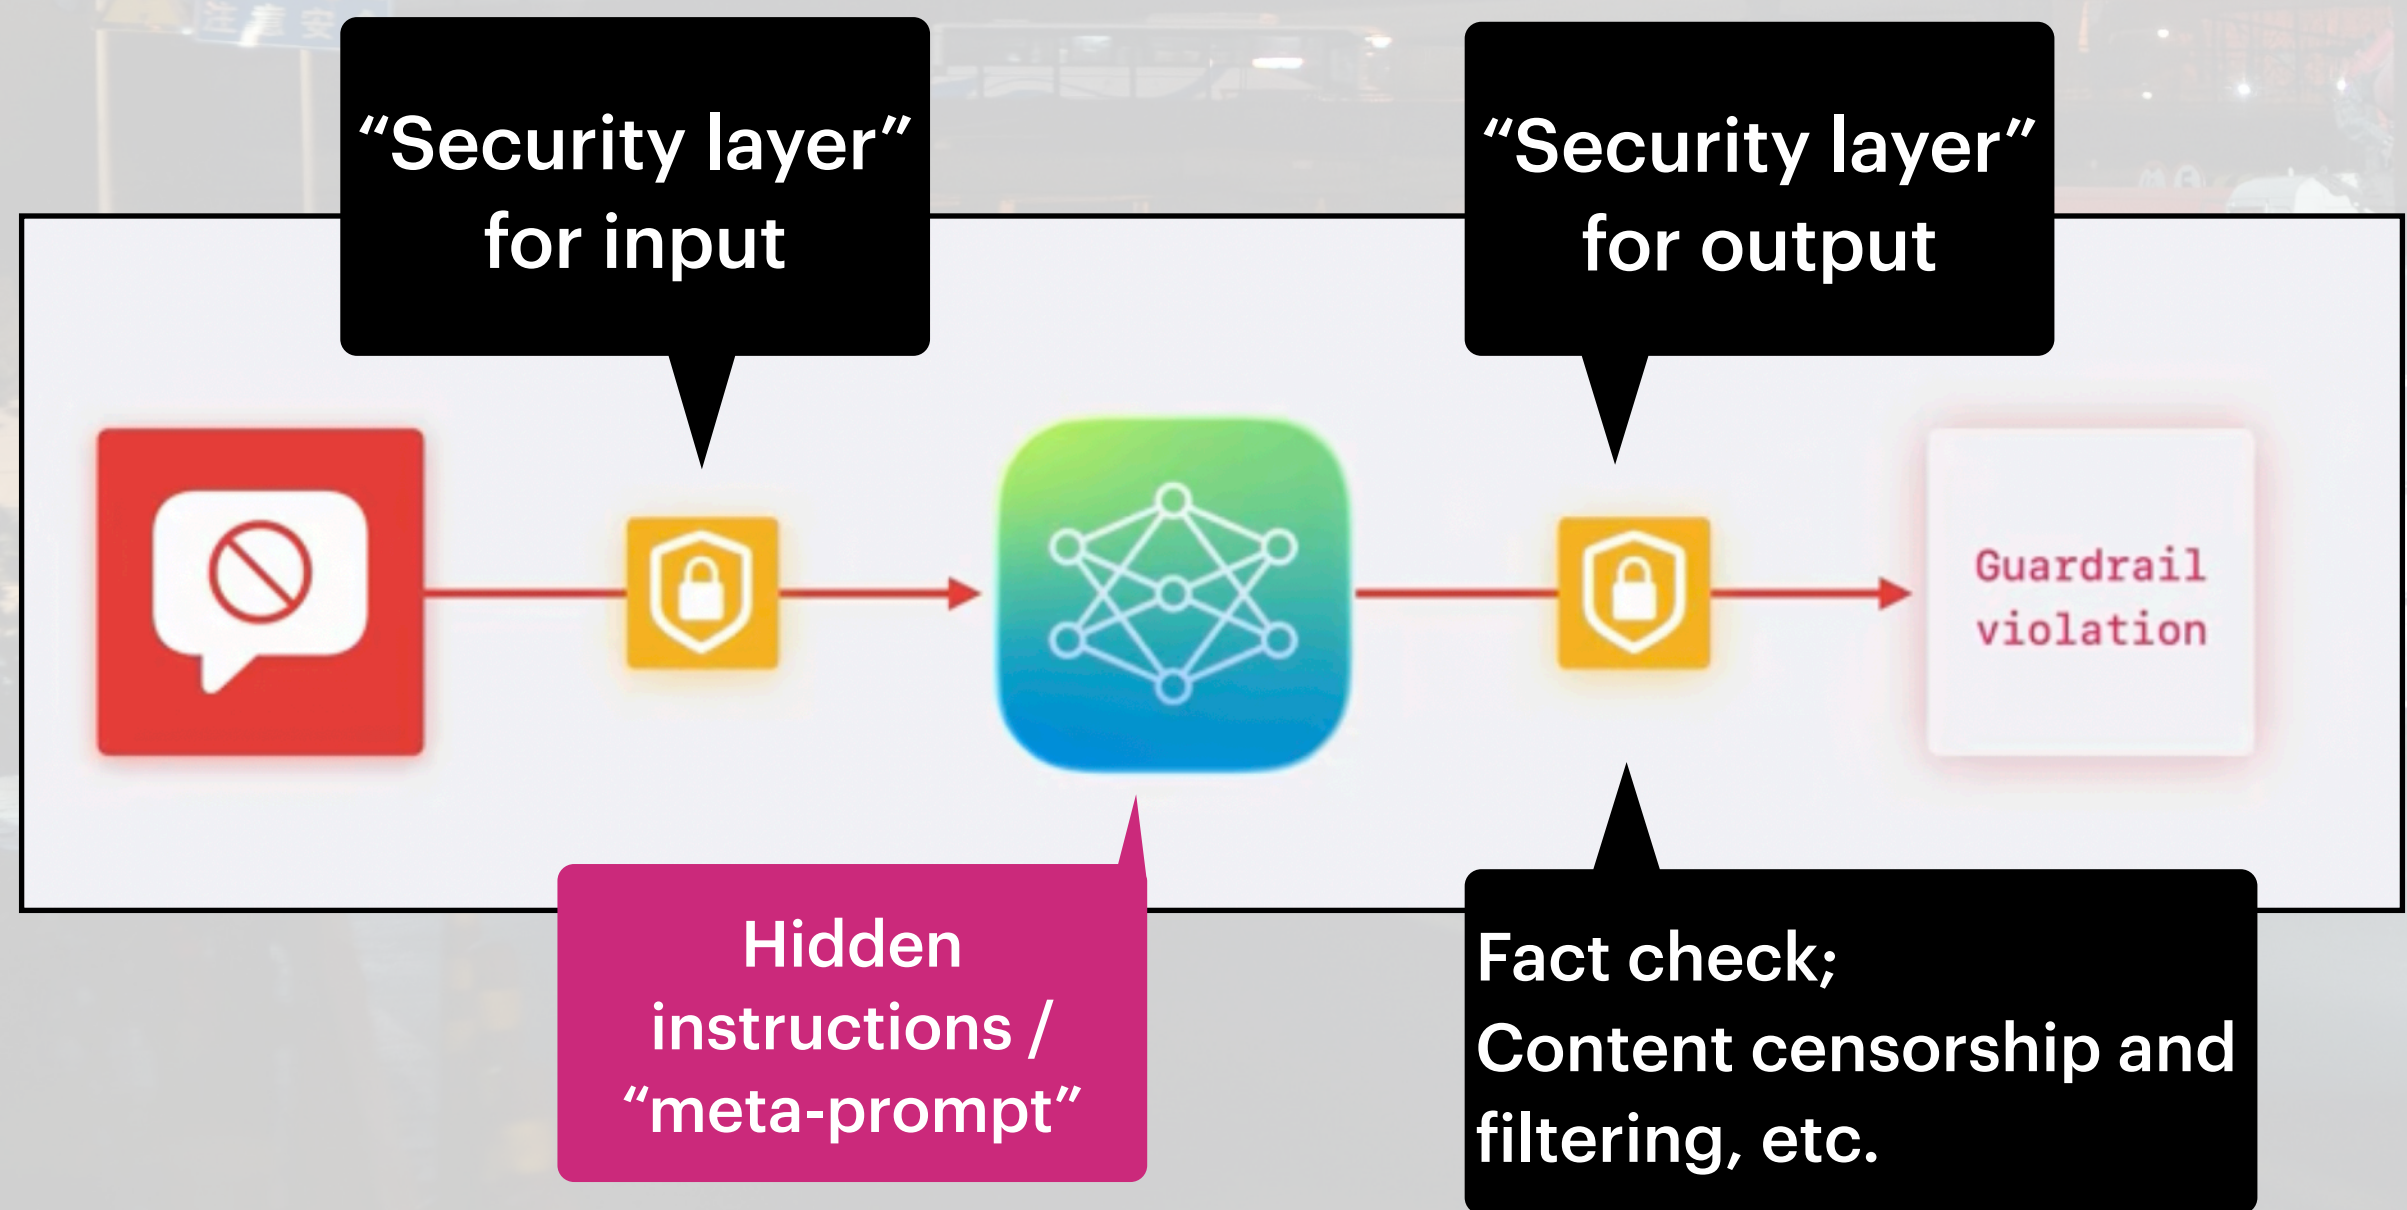 “Security layer”
for input
“Security layer”
for output
Guardrail
violation
Hidden
instructions /
“meta-prompt”
Fact check;
Content censorship and
filtering, etc.